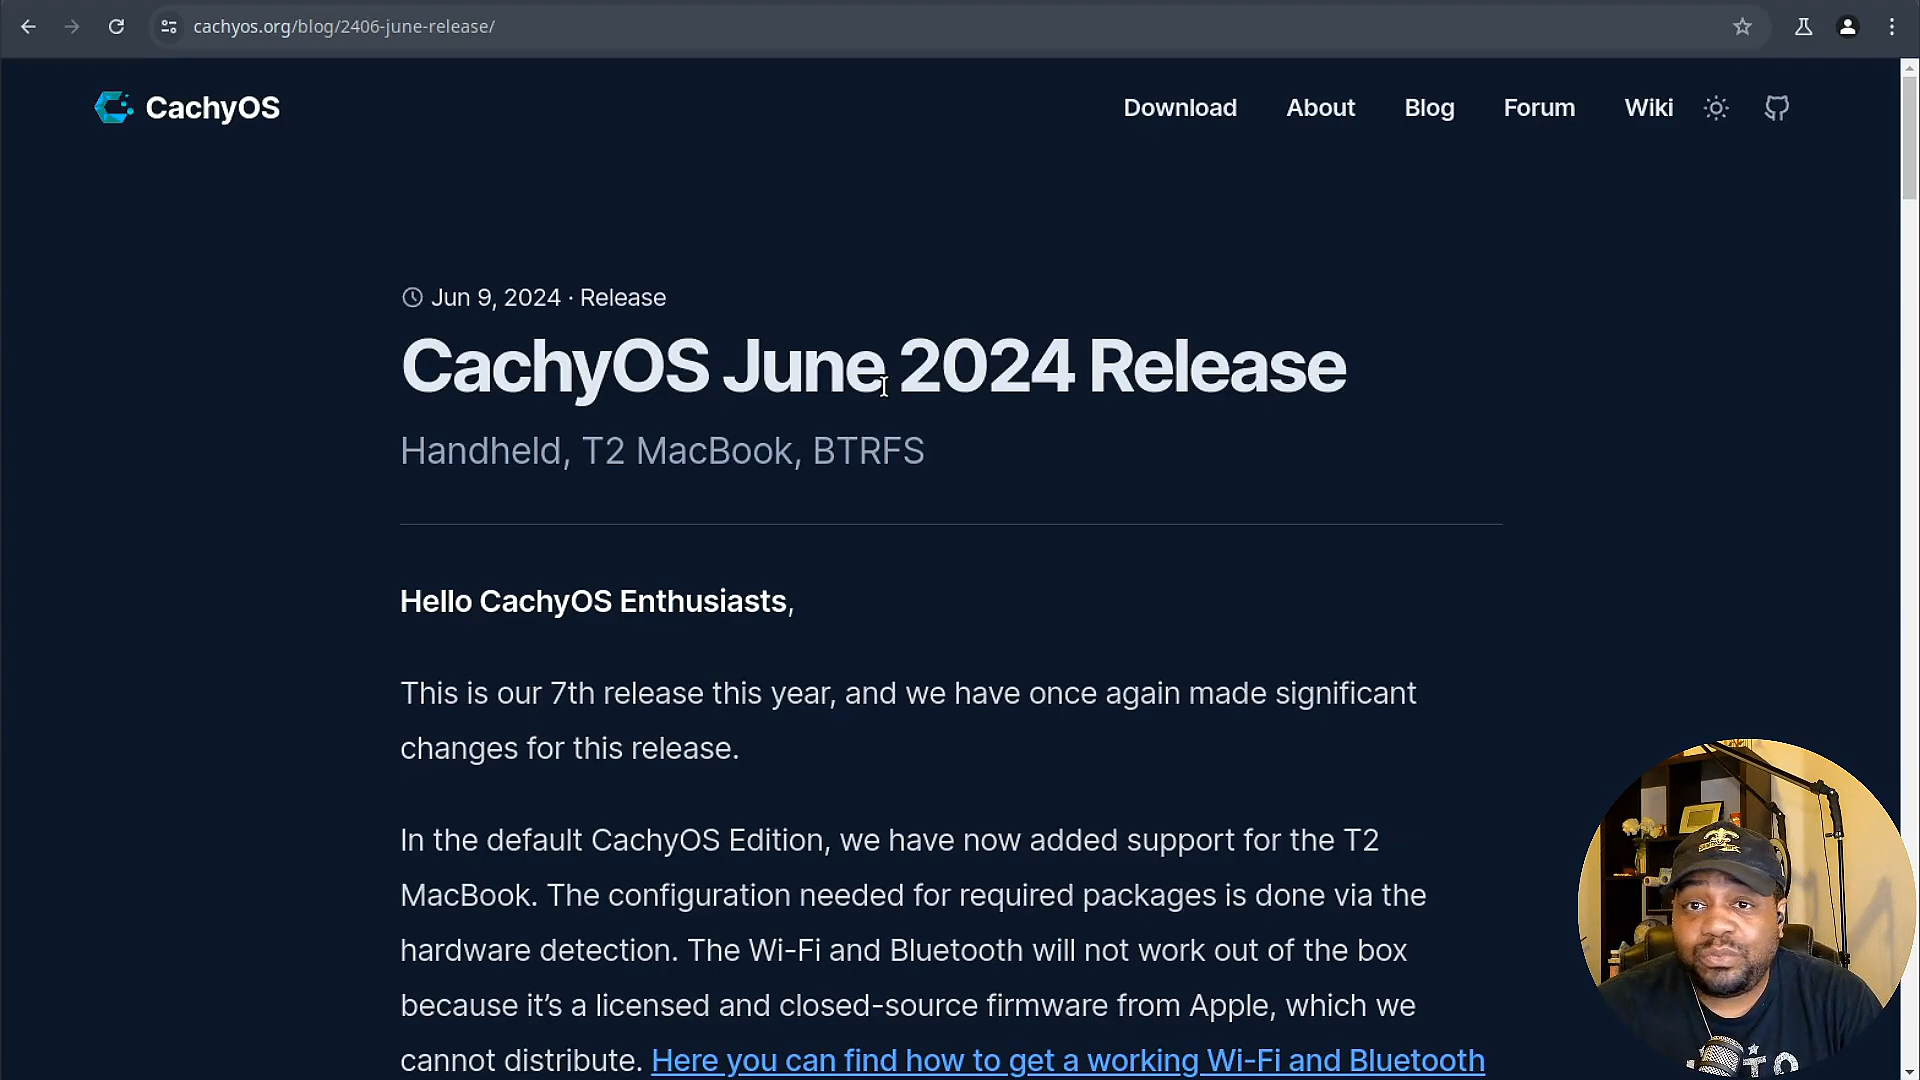 cachyos.org/blog/2406-june-release/
CachyOS
Download About Blog Forum Wiki
Jun 9, 2024 · Release
CachyOS June 2024 Release
Handheld, T2 MacBook, BTRFS
Hello CachyOS Enthusiasts,
This is our 7th release this year, and we have once again made significant
changes for this release.
In the default CachyOS Edition, we have now added support for the T2
MacBook. The configuration needed for required packages is done via the
hardware detection. The Wi-Fi and Bluetooth will not work out of the box
because it’s a licensed and closed-source firmware from Apple, which we
cannot distribute. Here you can find how to get a working Wi-Fi and Bluetooth